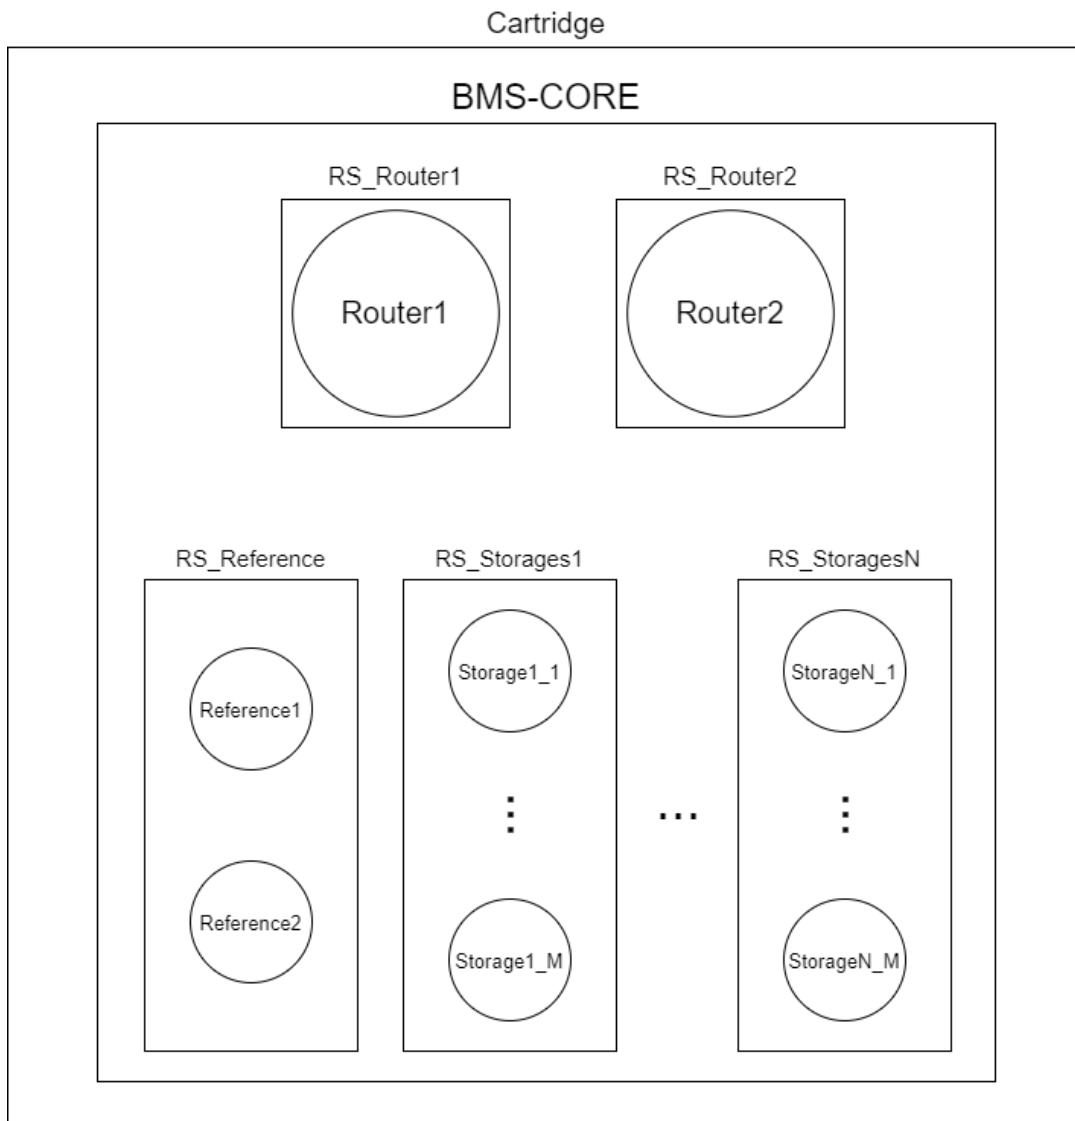 Cartridge
BMS-CORE
RS_Router1
RS_Router2
Router1
Router2
RS_Reference
RS_Storages1
RS_StoragesN
Reference1
Reference2
Storage1_1
⋮
Storage1_M
...
StorageN_1
⋮
StorageN_M